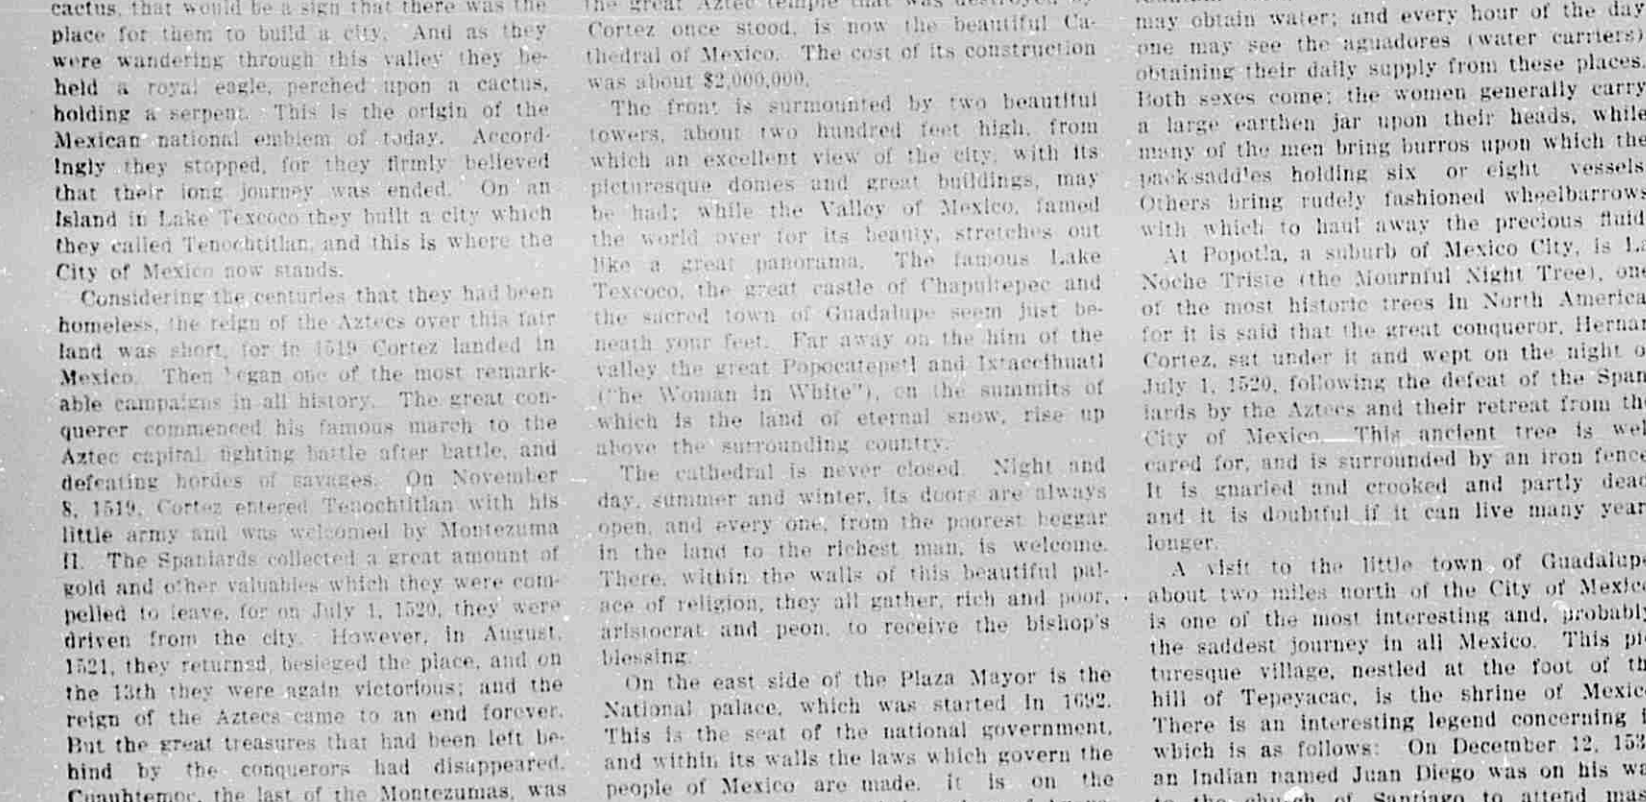 cactus, that would be a sign that there was the
place for them to build a city. And as they
were wandering through this valley they be-
held a royal eagle, perched upon a cactus,
holding a serpent. This is the origin of the
Mexican national emblem of today. Accord-
ingly they stopped, for they firmly believed
that their long journey was ended. On an
Island in Lake Texcoco they built a city which
they called Tenochtitlan, and this is where the
City of Mexico now stands.
Considering the centuries that they had been
homeless, the reign of the Aztecs over this fair
land was short, for in 1519 Cortez landed in
Mexico. Then began one of the most remark-
able campaigns in all history. The great con-
querer commenced his famous march to the
Aztec capital, fighting battle after battle, and
defeating hordes of savages. On November
8, 1519, Cortez entered Tenochtitlan with his
little army and was welcomed by Montezuma
II. The Spaniards collected a great amount of
gold and other valuables which they were com-
pelled to leave, for on July 1, 1520, they were
driven from the city. However, in August,
1521, they returned, besieged the place, and on
the 13th they were again victorious; and the
reign of the Aztecs came to an end forever.
But the great treasures that had been left be-
hind by the conquerors had disappeared.
Cuauhtemoc, the last of the Montezumas, was
the great Aztec temple that was destroyed by
Cortez once stood, is now the beautiful Ca-
thedral of Mexico. The cost of its construction
was about $2,000,000.
The front is surmounted by two beautiful
towers, about two hundred feet high, from
which an excellent view of the city, with its
picturesque domes and great buildings, may
be had; while the Valley of Mexico, famed
the world over for its beauty, stretches out
like a great panorama. The famous Lake
Texcoco, the great castle of Chapultepec and
the sacred town of Guadalupe seem just be-
neath your feet. Far away on the him of the
valley the great Popocatepetl and Ixtaccihuatl
("he Woman in White"), on the summits of
which is the land of eternal snow, rise up
above the surrounding country.
The cathedral is never closed. Night and
day, summer and winter, its doors are always
open, and every one, from the poorest beggar
in the land to the richest man, is welcome.
There, within the walls of this beautiful pal-
ace of religion, they all gather, rich and poor,
aristocrat and peon, to receive the bishop's
blessing.
On the east side of the Plaza Mayor is the
National palace, which was started in 1692.
This is the seat of the national government,
and within its walls the laws which govern the
people of Mexico are made. it is on the
may obtain water; and every hour of the day
one may see the aguadores (water carriers)
obtaining their daily supply from these places.
Both sexes come; the women generally carry
a large earthen jar upon their heads, while
many of the men bring burros upon which the
pack-saddles holding six or eight vessels
Others bring rudely fashioned wheelbarrows
with which to haul away the precious fluid
At Popotla, a suburb of Mexico City, is La
Noche Triste (the Mournful Night Tree), one
of the most historic trees in North America
for it is said that the great conqueror, Hernan
Cortez, sat under it and wept on the night o
July 1, 1520, following the defeat of the Span
iards by the Aztecs and their retreat from the
City of Mexico. This ancient tree is wel
cared for, and is surrounded by an iron fence
It is gnarled and crooked and partly dead
and it is doubtful if it can live many year
longer.
A visit to the little town of Guadalupe
about two miles north of the City of Mexico
is one of the most interesting and, probably
the saddest journey in all Mexico. This pi
turesque village, nestled at the foot of th
hill of Tepeyacac, is the shrine of Mexico
There is an interesting legend concerning i
which is as follows: On December 12, 153
an Indian named Juan Diego was on his wa
to the church of Santiago to attend mas